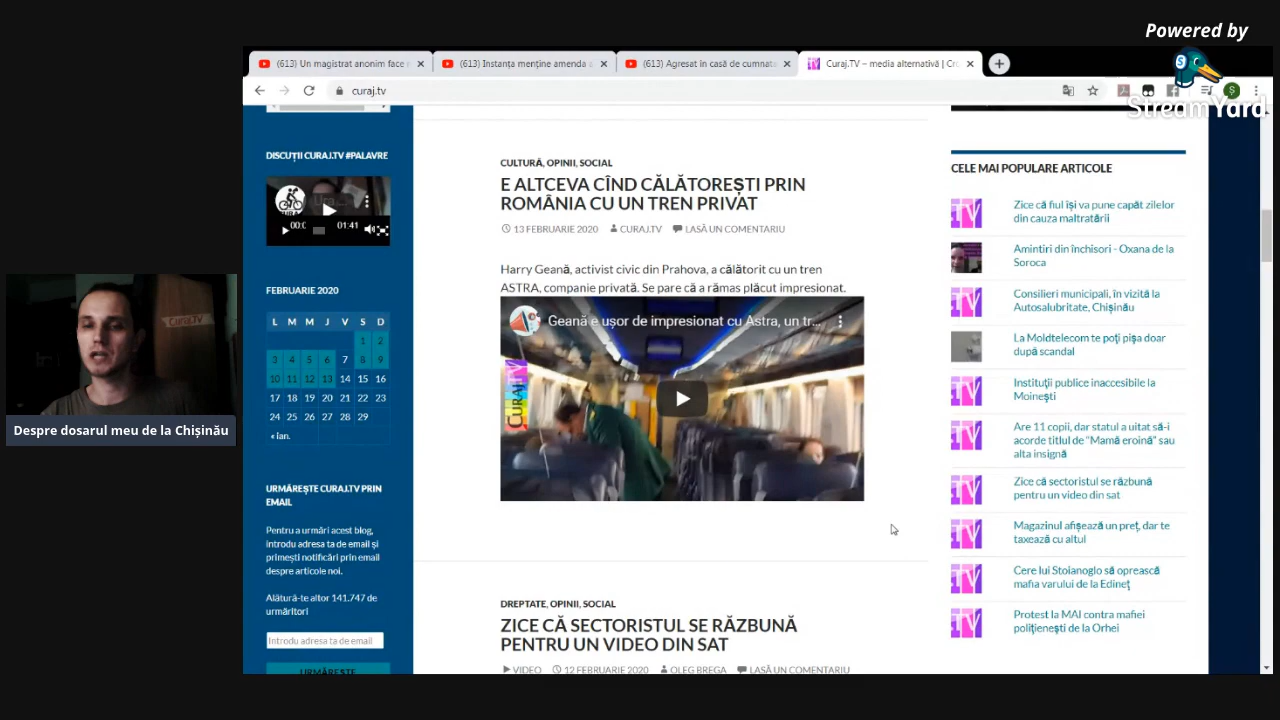 Powered by
StreamYard
(613) Un magistrat anonim face
(613) Instanța menține amenda
(613) Agresat în casă de cumnat
Curaj.TV – media alternativă | Cro
curaj.tv
DISCUȚII CURAJ.TV #PALAVRE
01:41
FEBRUARIE 2020
L M M J V S D
1 2
3 4 5 6 7 8 9
10 11 12 13 14 15 16
17 18 19 20 21 22 23
24 25 26 27 28 29
« ian.
URMĂREȘTE CURAJ.TV PRIN
EMAIL
Pentru a urmări acest blog,
introdu adresa ta de email și
primești notificări prin email
despre articole noi.
Alătură-te altor 141.747 de
urmăritori
Introdu adresa ta de email
URMĂREȘTE
CULTURĂ, OPINII, SOCIAL
E ALTCEVA CÎND CĂLĂTOREȘTI PRIN
ROMÂNIA CU UN TREN PRIVAT
13 FEBRUARIE 2020 CURAJ.TV LASĂ UN COMENTARIU
Harry Geană, activist civic din Prahova, a călătorit cu un tren
ASTRA, companie privată. Se pare că a rămas plăcut impresionat.
Geană e ușor de impresionat cu Astra, un tr...
CURAJ.TV
DREPTATE, OPINII, SOCIAL
ZICE CĂ SECTORISTUL SE RĂZBUNĂ
PENTRU UN VIDEO DIN SAT
VIDEO 12 FEBRUARIE 2020 OLEG BREGA LASĂ UN COMENTARIU
CELE MAI POPULARE ARTICOLE
Zice că fiul își va pune capăt zilelor
din cauza maltratării
Amintiri din închisori - Oxana de la
Soroca
Consilieri municipali, în vizită la
Autosalubritate, Chișinău
La Moldtelecom te poți pișa doar
după scandal
Instituții publice inaccesibile la
Moinești
Are 11 copii, dar statul a uitat să-i
acorde titlul de “Mamă eroină” sau
alta insignă
Zice că sectoristul se răzbună
pentru un video din sat
Magazinul afișează un preț, dar te
taxează cu altul
Cere lui Stoianoglo să oprească
mafia varului de la Edineț
Protest la MAI contra mafiei
polițienești de la Orhei
Curaj.TV
Despre dosarul meu de la Chișinău